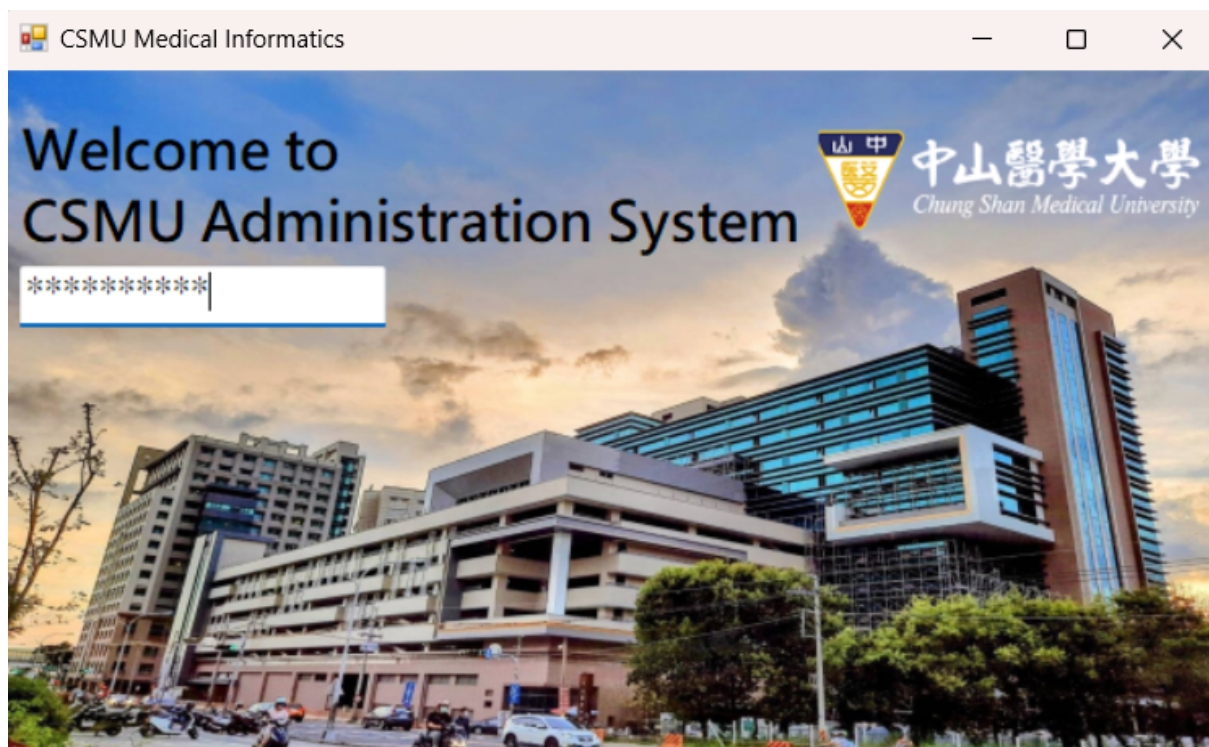 CSMU Medical Informatics
Welcome to
CSMU Administration System
山中
醫
中山醫學大學
Chung Shan Medical University
**********